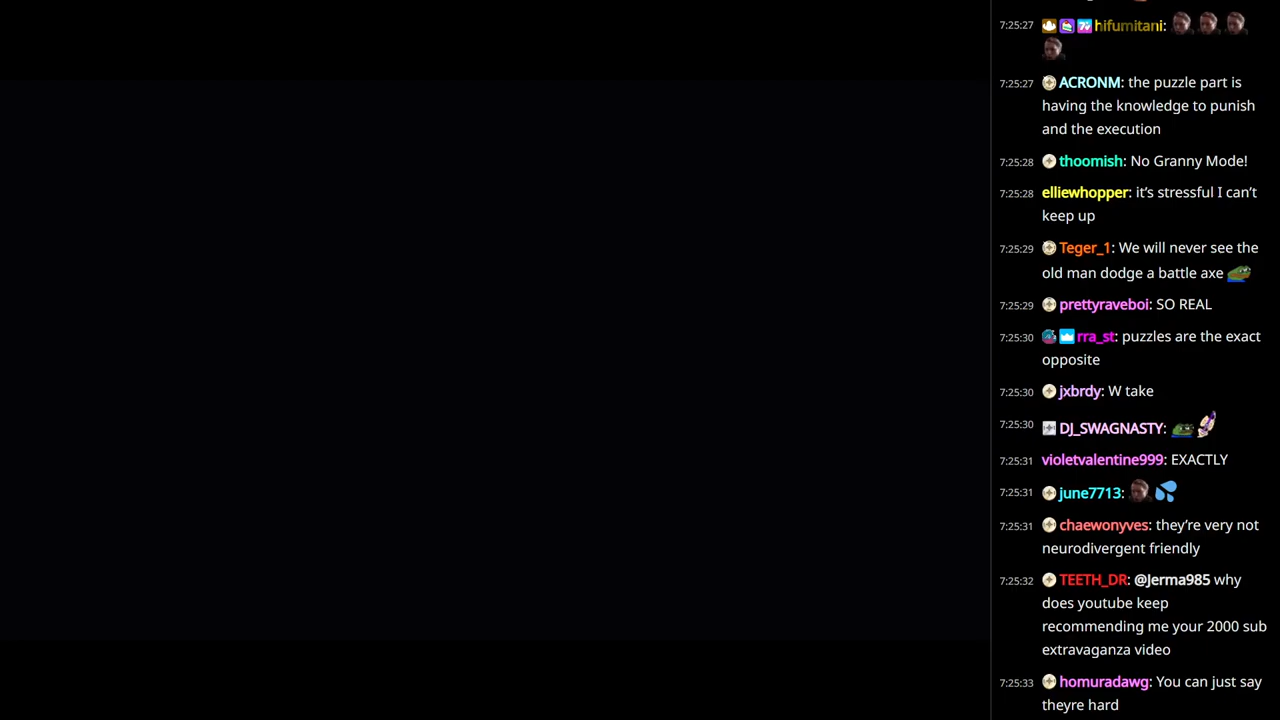 7:25:27 hifumitani:
7:25:27 ACRONM: the puzzle part is
having the knowledge to punish
and the execution
7:25:28 thoomish: No Granny Mode!
7:25:28 elliewhopper: it’s stressful I can’t
keep up
7:25:29 Teger_1: We will never see the
old man dodge a battle axe
7:25:29 prettyraveboi: SO REAL
7:25:30 rra_st: puzzles are the exact
opposite
7:25:30 jxbrdy: W take
7:25:30 DJ_SWAGNASTY:
7:25:31 violetvalentine999: EXACTLY
7:25:31 june7713:
7:25:31 chaewonyves: they’re very not
neurodivergent friendly
7:25:32 TEETH_DR: @Jerma985 why
does youtube keep
recommending me your 2000 sub
extravaganza video
7:25:33 homuradawg: You can just say
theyre hard